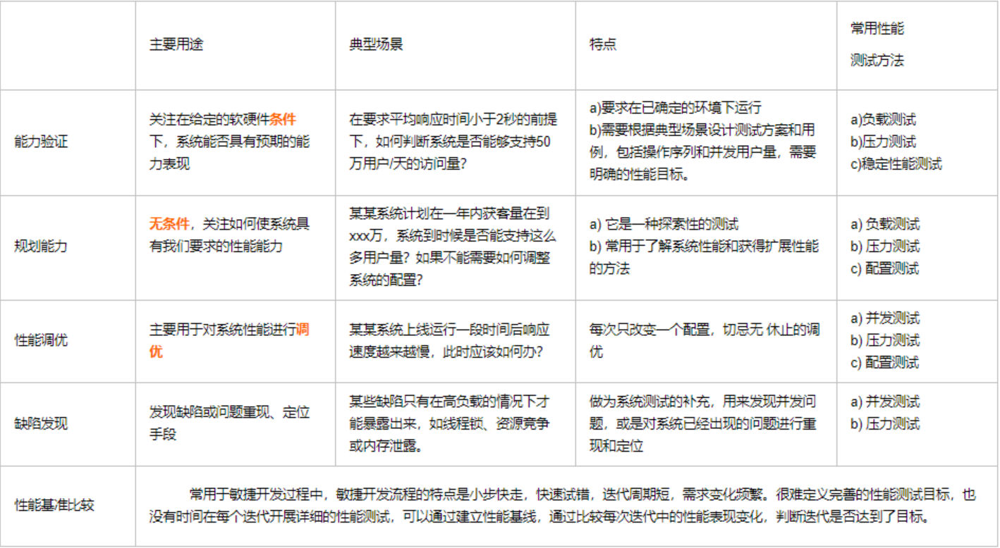 主要用途
典型场景
特点
常用性能
测试方法
能力验证
关注在给定的软硬件条件
下，系统能否具有预期的能
力表现
在要求平均响应时间小于2秒的前提
下，如何判断系统是否能够支持50
万用户/天的访问量？
a)要求在已确定的环境下运行
b)需要根据典型场景设计测试方案和用
例，包括操作序列和并发用户量，需要
明确的性能目标。
a)负载测试
b)压力测试
c)稳定性能测试
规划能力
无条件，关注如何使系统具
有我们要求的性能能力
某某系统计划在一年内获客量在到
xxx万，系统到时候是否能支持这么
多用户量？如果不能需要如何调整
系统的配置？
a) 它是一种探索性的测试
b) 常用于了解系统性能和获得扩展性能
的方法
a) 负载测试
b) 压力测试
c) 配置测试
性能调优
主要用于对系统性能进行调
优
某某系统上线运行一段时间后响应
速度越来越慢，此时应该如何办？
每次只改变一个配置，切忌无 休止的调
优
a) 并发测试
b) 压力测试
c) 配置测试
缺陷发现
发现缺陷或问题重现、定位
手段
某些缺陷只有在高负载的情况下才
能暴露出来，如线程锁、资源竞争
或内存泄露。
做为系统测试的补充，用来发现并发问
题，或是对系统已经出现的问题进行重
现和定位
a) 并发测试
b) 压力测试
性能基准比较
常用于敏捷开发过程中，敏捷开发流程的特点是小步快走，快速试错，迭代周期短，需求变化频繁。很难定义完善的性能测试目标，也
没有时间在每个迭代开展详细的性能测试，可以通过建立性能基线，通过比较每次迭代中的性能表现变化，判断迭代是否达到了目标。